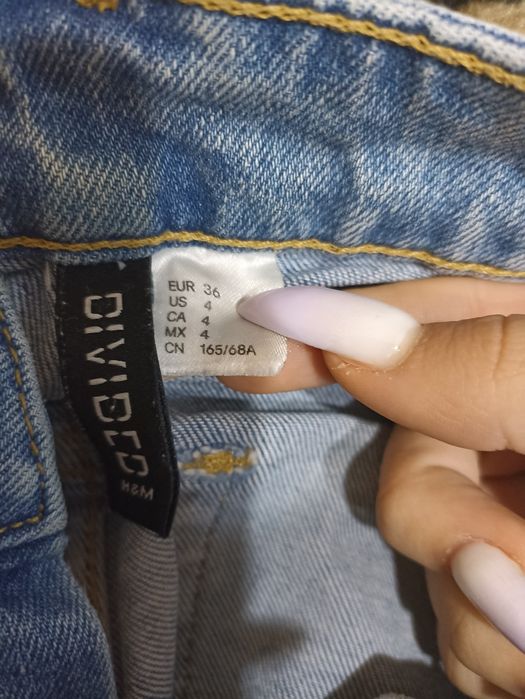 EUR 36
US 4
CA 4
MX 4
CN 165/68A
DIVIDED
H&M